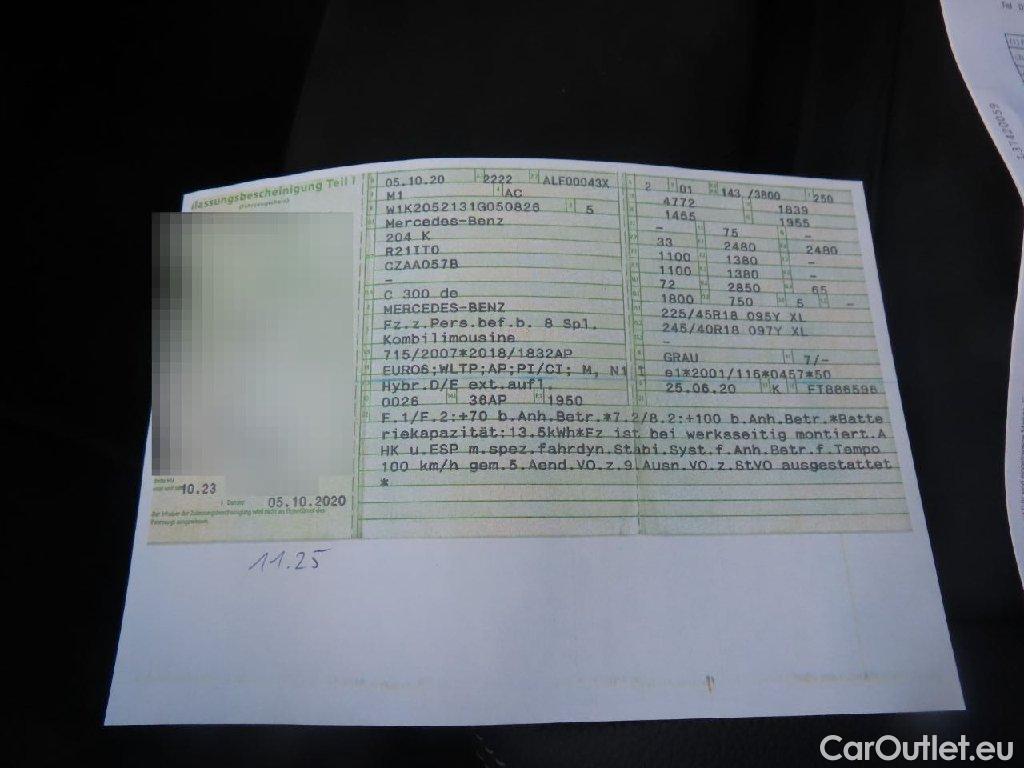 lassungsbescheinigung Teil I
05.10.20 2222 ALF00043X
M1 AC
W1K2052131G050826 5
Mercedes-Benz
204 K
R21IT0
CZAA057B
-
C 300 de
MERCEDES-BENZ
Fz.z.Pers.bef.b. 8 Spl.
Kombilimousine
715/2007*2018/1832AP
EURO6;WLTP;AP;PI/CI; M, N1 I
Hybr.D/E ext.aufl.
0026 36AP 1950
2 01 143 /3800 250
4772 1839
1465 1955
- 75 -
33 2480 2480
1100 1380 -
1100 1380 -
72 2850 65
1800 750 5 -
225/45R18 095Y XL
245/40R18 097Y XL
-
GRAU 7/-
e1*2001/116*0457*50
25.06.20 K FT886596
F.1/F.2:+70 b.Anh.Betr.*7.2/8.2:+100 b.Anh.Betr.*Batte
riekapazität:13.5kWh*Fz ist bei werksseitig montiert.A
HK u.ESP m.spez.fahrdyn.Stabi.Syst.f.Anh.Betr.f.Tempo
100 km/h gem.5.Aend.VO.z.9.Ausn.VO.z.StVO ausgestattet
*
10.23
05.10.2020
11.25
CarOutlet.eu